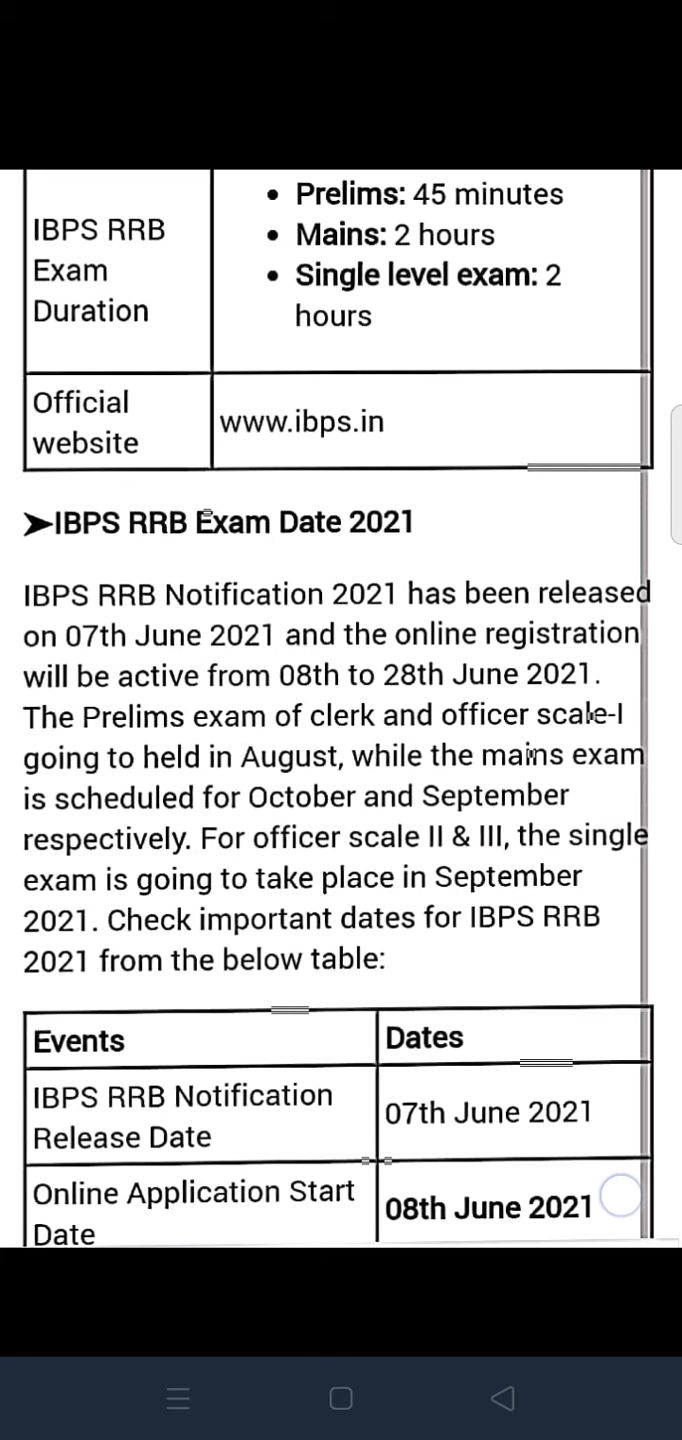 • Prelims: 45 minutes
IBPS RRB
• Mains: 2 hours
Exam
• Single level exam: 2
Duration
hours
Official
website
www.ibps.in
➤IBPS RRB Exam Date 2021
IBPS RRB Notification 2021 has been released
on 07th June 2021 and the online registration
will be active from 08th to 28th June 2021.
The Prelims exam of clerk and officer scale-I
going to held in August, while the mains exam
is scheduled for October and September
respectively. For officer scale II & III, the single
exam is going to take place in September
2021. Check important dates for IBPS RRB
2021 from the below table:
Events
Dates
IBPS RRB Notification
Release Date
07th June 2021
Online Application Start
Date
08th June 2021